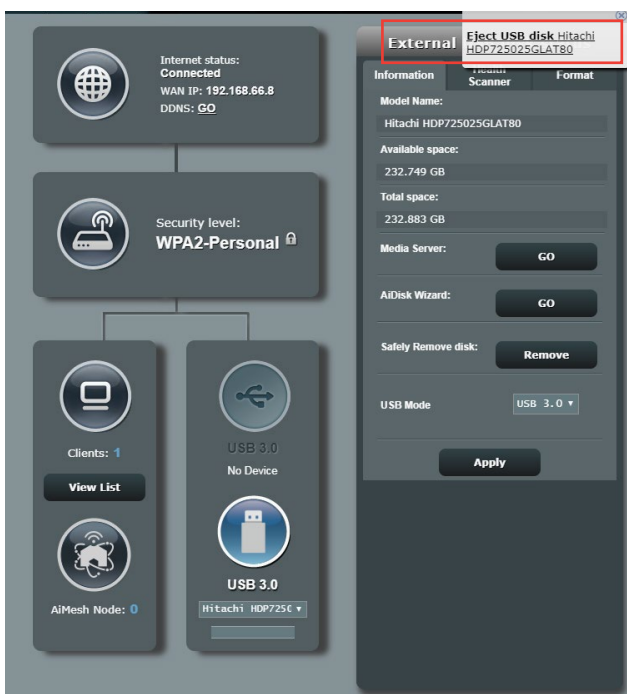 Internet status:
Connected
WAN IP: 192.168.66.8
DDNS: GO
Security level:
WPA2-Personal
Clients: 1
View List
AiMesh Node: 0
USB 3.0
No Device
USB 3.0
Hitachi HDP725
External
Eject USB disk Hitachi
HDP725025GLAT80
Information
Health
Scanner
Format
Model Name:
Hitachi HDP725025GLAT80
Available space:
232.749 GB
Total space:
232.883 GB
Media Server:
GO
AiDisk Wizard:
GO
Safely Remove disk:
Remove
USB Mode
USB 3.0
Apply